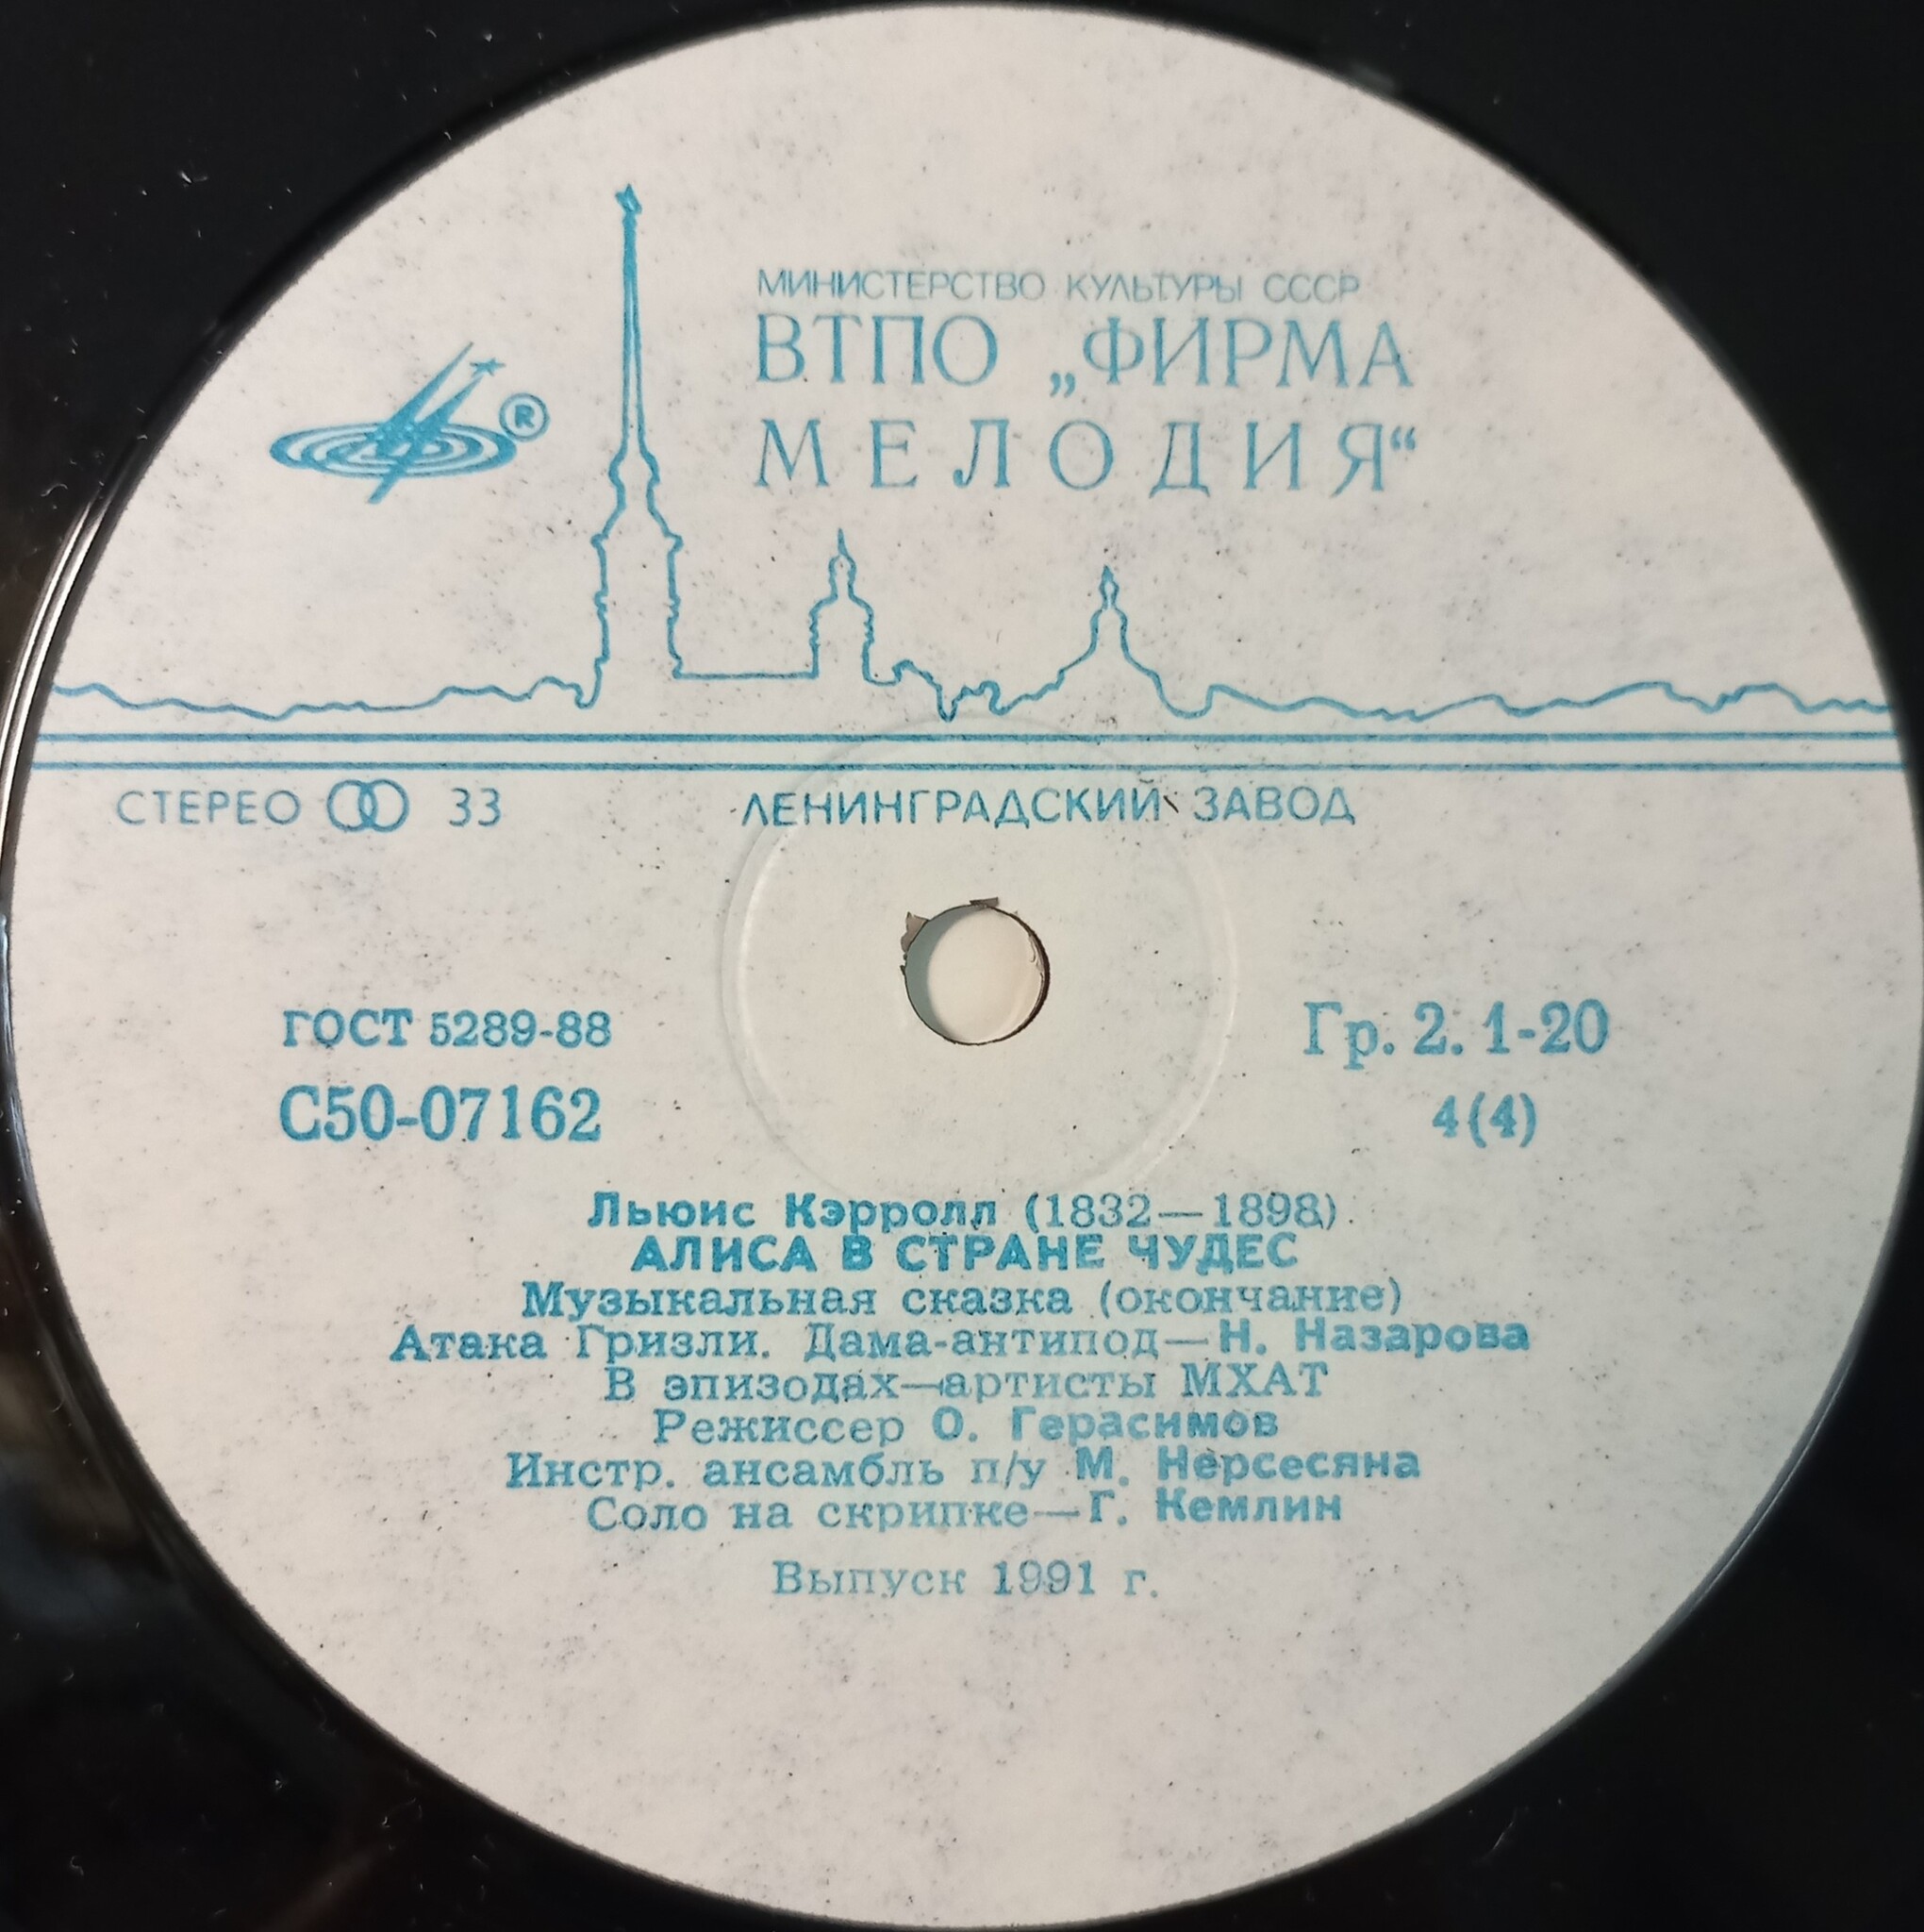 МИНИСТЕРСТВО КУЛЬТУРЫ СССР
ВТПО „ФИРМА
МЕЛОДИЯ“
®
СТЕРЕО 33
ЛЕНИНГРАДСКИЙ ЗАВОД
ГОСТ 5289-88
Гр. 2. 1-20
С50-07162
4(4)
Льюис Кэрролл (1832—1898)
АЛИСА В СТРАНЕ ЧУДЕС
Музыкальная сказка (окончание)
Атака Гризли. Дама-антипод—Н. Назарова
В эпизодах—артисты МХАТ
Режиссер О. Герасимов
Инстр. ансамбль п/у М. Нерсесяна
Соло на скрипке—Г. Кемлин
Выпуск 1991 г.